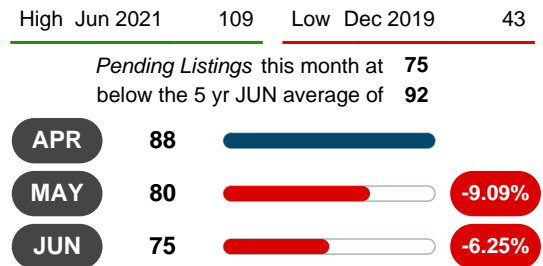 High Jun 2021 109 Low Dec 2019 43
Pending Listings this month at 75
below the 5 yr JUN average of 92
APR 88
MAY 80 -9.09%
JUN 75 -6.25%